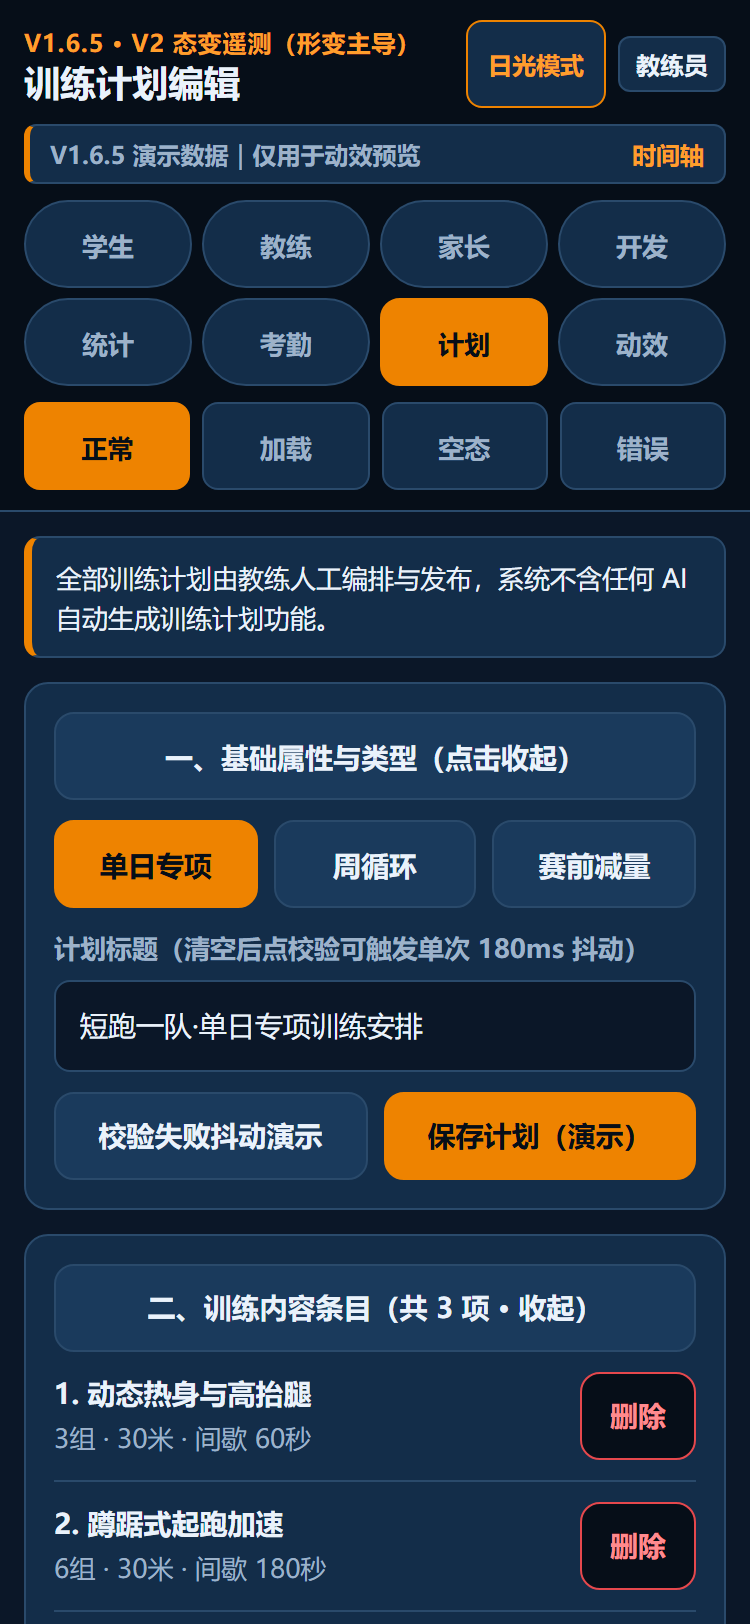 V1.6.5 • V2 态变遥测（形变主导）
训练计划编辑
日光模式
教练员
V1.6.5 演示数据 | 仅用于动效预览
时间轴
学生
教练
家长
开发
统计
考勤
计划
动效
正常
加载
空态
错误
全部训练计划由教练人工编排与发布，系统不含任何 AI
自动生成训练计划功能。
一、基础属性与类型（点击收起）
单日专项
周循环
赛前减量
计划标题（清空后点校验可触发单次 180ms 抖动）
短跑一队·单日专项训练安排
校验失败抖动演示
保存计划（演示）
二、训练内容条目（共 3 项 • 收起）
1. 动态热身与高抬腿
3组 · 30米 · 间歇 60秒
删除
2. 蹲踞式起跑加速
6组 · 30米 · 间歇 180秒
删除